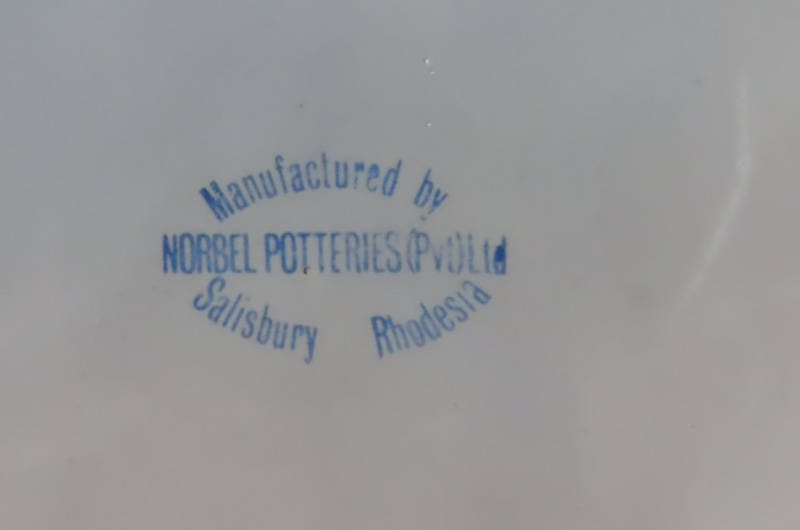 Manufactured by
NORBEL POTTERIES (Pvt) Ltd
Salisbury Rhodesia